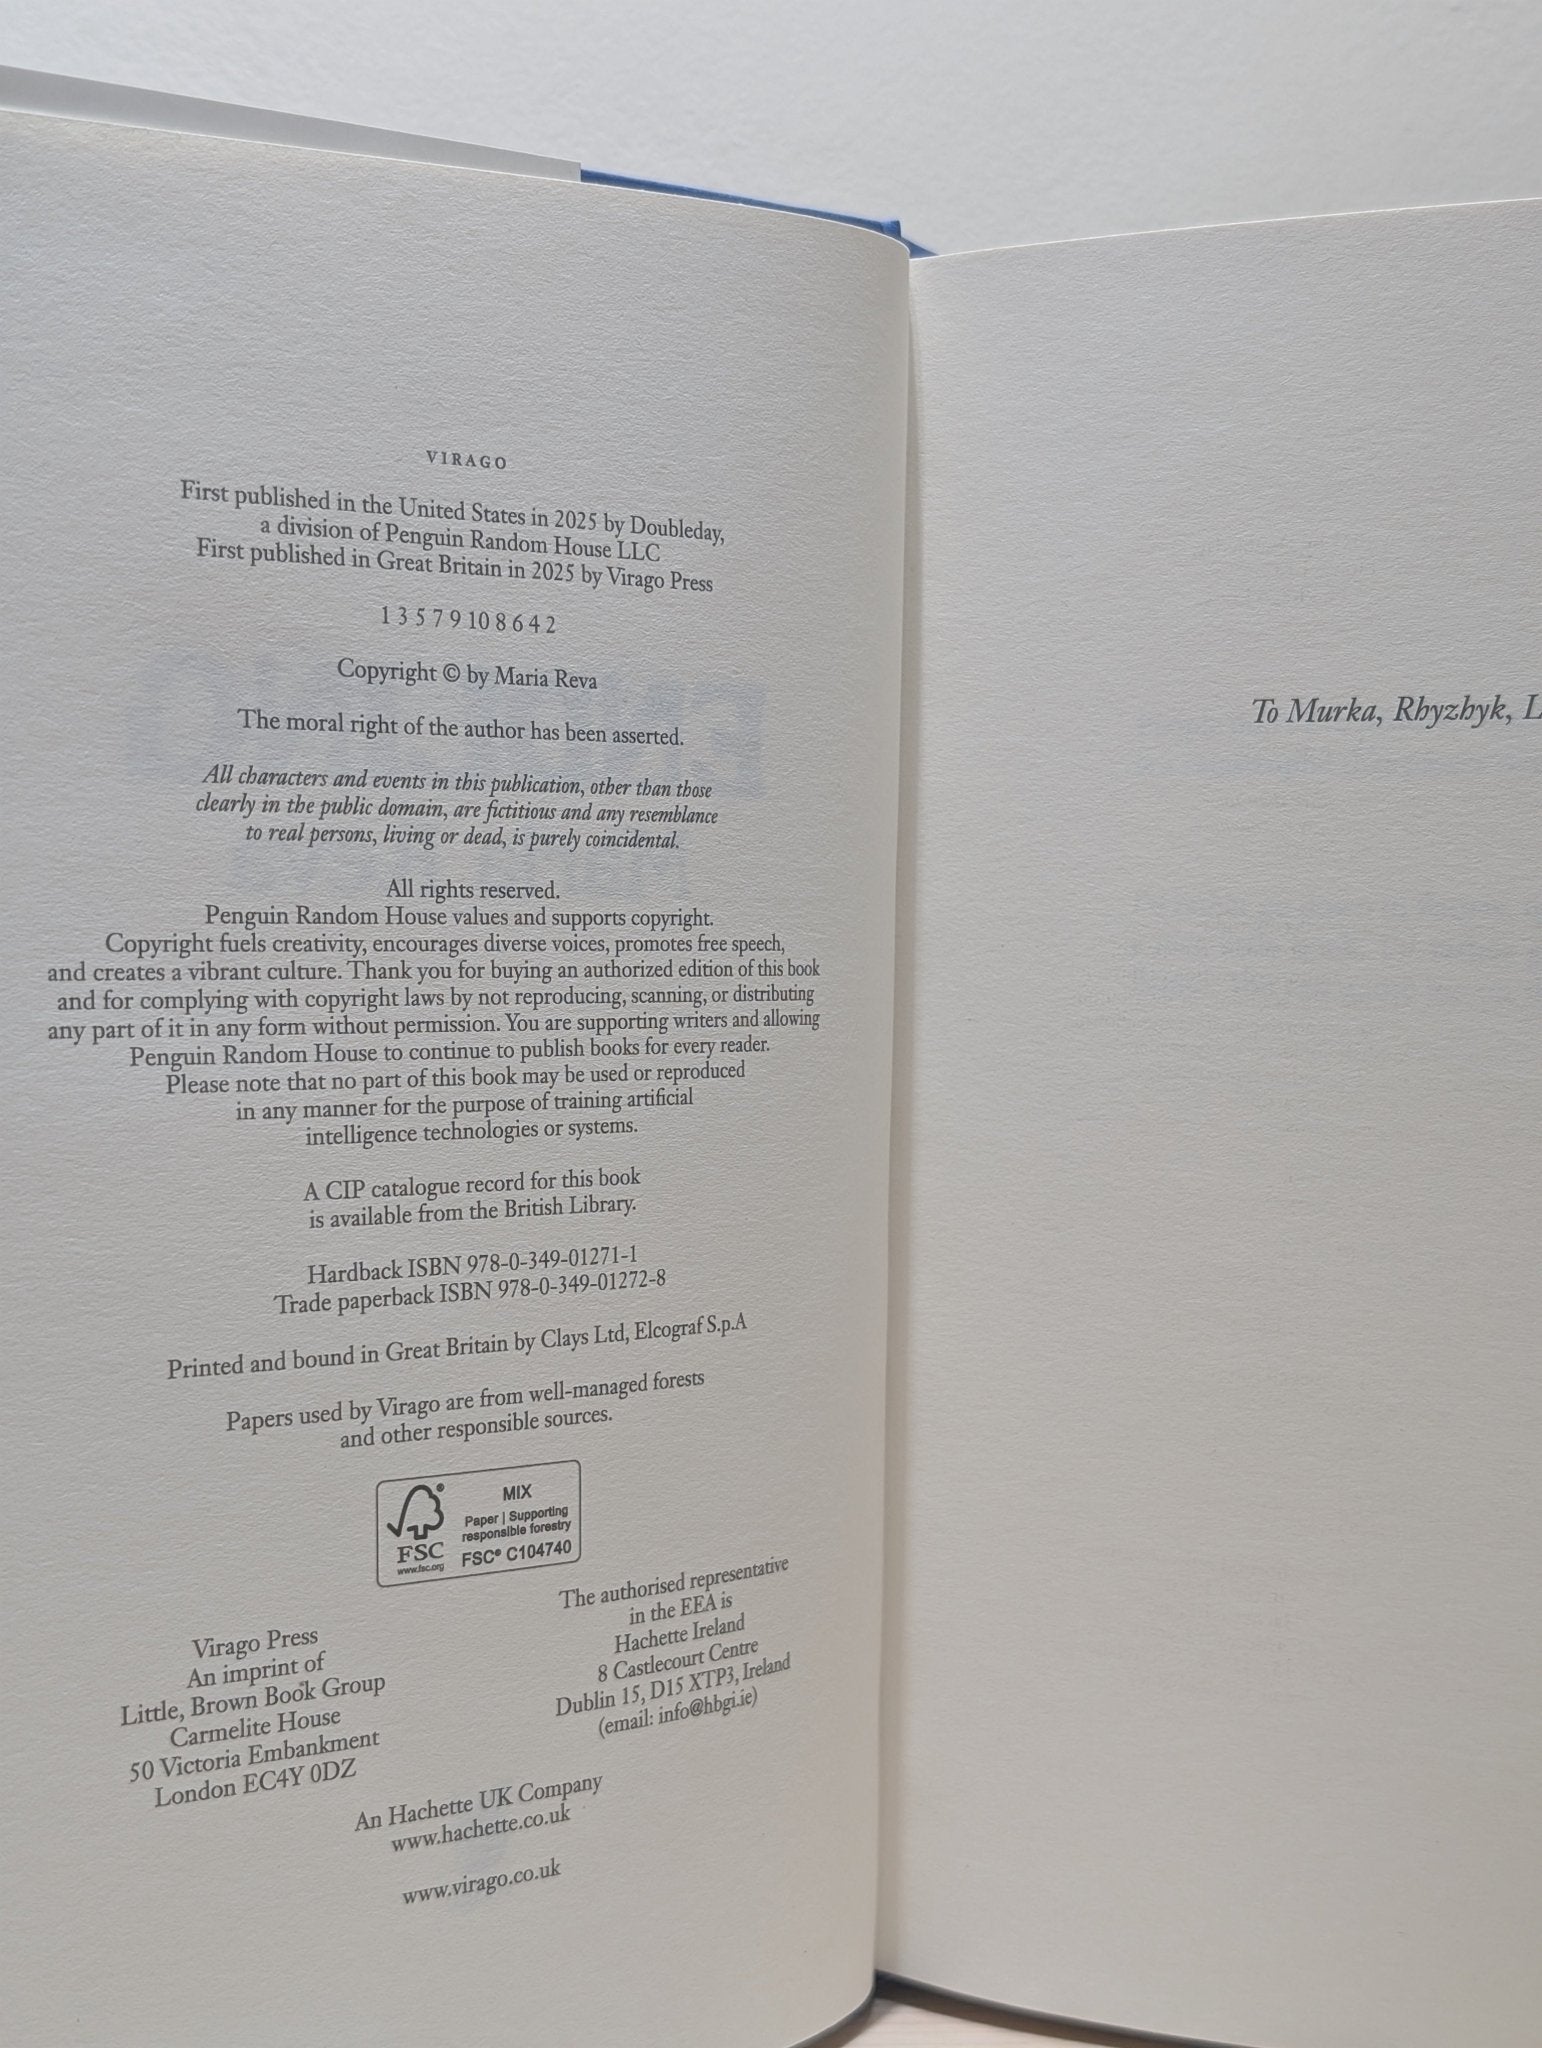 VIRAGO
First published in the United States in 2025 by Doubleday,
a division of Penguin Random House LLC
First published in Great Britain in 2025 by Virago Press
1 3 5 7 9 10 8 6 4 2
Copyright © by Maria Reva
The moral right of the author has been asserted.
All characters and events in this publication, other than those
clearly in the public domain, are fictitious and any resemblance
to real persons, living or dead, is purely coincidental.
All rights reserved.
Penguin Random House values and supports copyright.
Copyright fuels creativity, encourages diverse voices, promotes free speech,
and creates a vibrant culture. Thank you for buying an authorized edition of this book
and for complying with copyright laws by not reproducing, scanning, or distributing
any part of it in any form without permission. You are supporting writers and allowing
Penguin Random House to continue to publish books for every reader.
Please note that no part of this book may be used or reproduced
in any manner for the purpose of training artificial
intelligence technologies or systems.
A CIP catalogue record for this book
is available from the British Library.
Hardback ISBN 978-0-349-01271-1
Trade paperback ISBN 978-0-349-01272-8
Printed and bound in Great Britain by Clays Ltd, Elcograf S.p.A
Papers used by Virago are from well-managed forests
and other responsible sources.
FSC
www.fsc.org
MIX
Paper | Supporting
responsible forestry
FSC® C104740
Virago Press
An imprint of
Little, Brown Book Group
Carmelite House
50 Victoria Embankment
London EC4Y 0DZ
The authorised representative
in the EEA is
Hachette Ireland
8 Castlecourt Centre
Dublin 15, D15 XTP3, Ireland
(email: info@hbgi.ie)
An Hachette UK Company
www.hachette.co.uk
www.virago.co.uk
To Murka, Rhyzhyk,